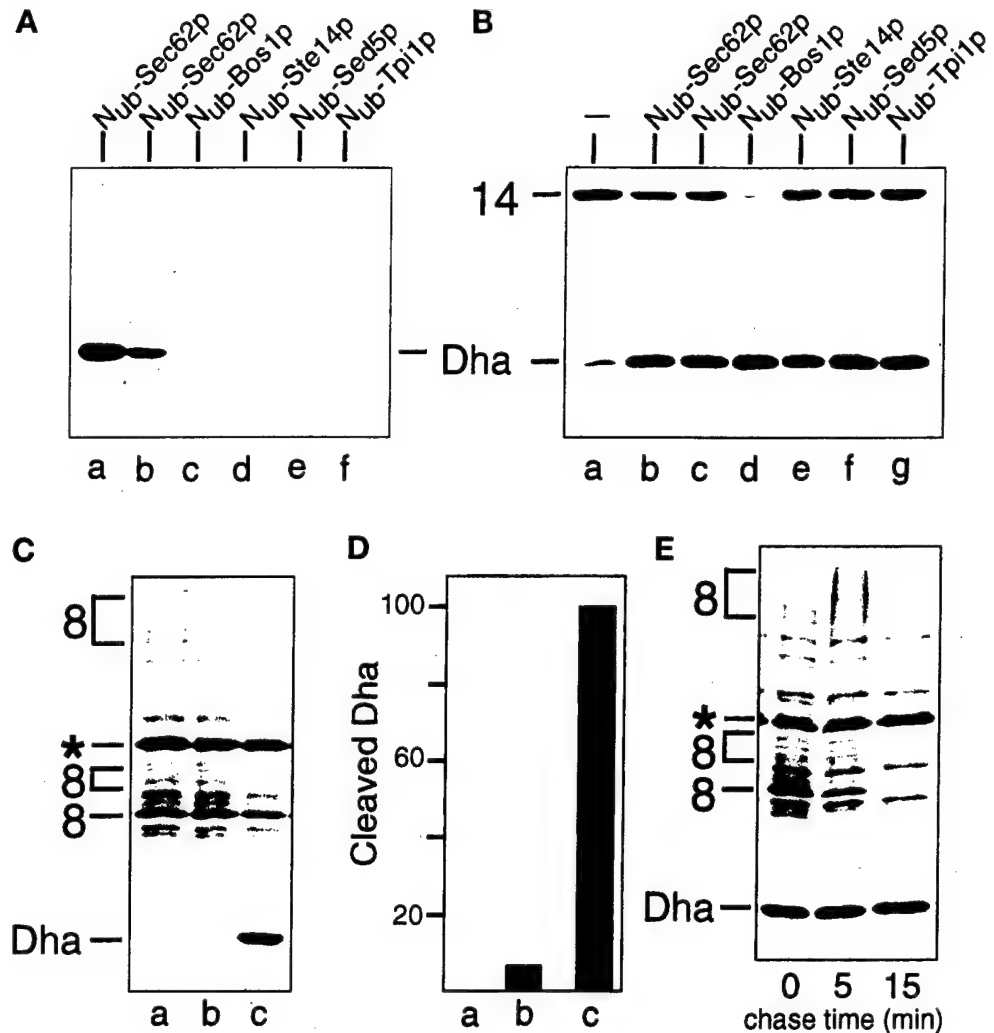 A
Nub-Sec62p
Nub-Sec62p
Nub-Bos1p
Nub-Ste14p
Nub-Sed5p
Nub-Tpi1p
a b c d e f
B
–
Nub-Sec62p
Nub-Sec62p
Nub-Bos1p
Nub-Ste14p
Nub-Sed5p
Nub-Tpi1p
14
Dha
a b c d e f g
C
8
*
8
8
Dha
a b c
D
Cleaved Dha
100
60
20
a b c
E
8
*
8
8
Dha
0 5 15
chase time (min)